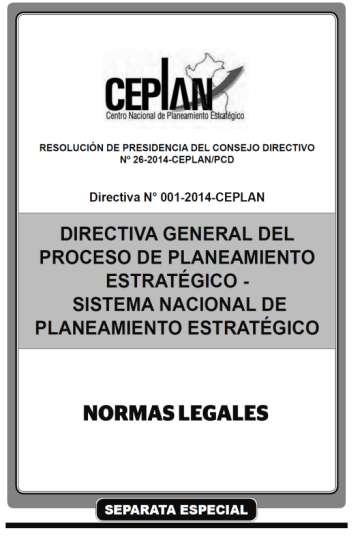 CEPLAN
Centro Nacional de Planeamiento Estratégico
RESOLUCIÓN DE PRESIDENCIA DEL CONSEJO DIRECTIVO
N° 26-2014-CEPLAN/PCD
Directiva N° 001-2014-CEPLAN
DIRECTIVA GENERAL DEL
PROCESO DE PLANEAMIENTO
ESTRATÉGICO -
SISTEMA NACIONAL DE
PLANEAMIENTO ESTRATÉGICO
NORMAS LEGALES
SEPARATA ESPECIAL